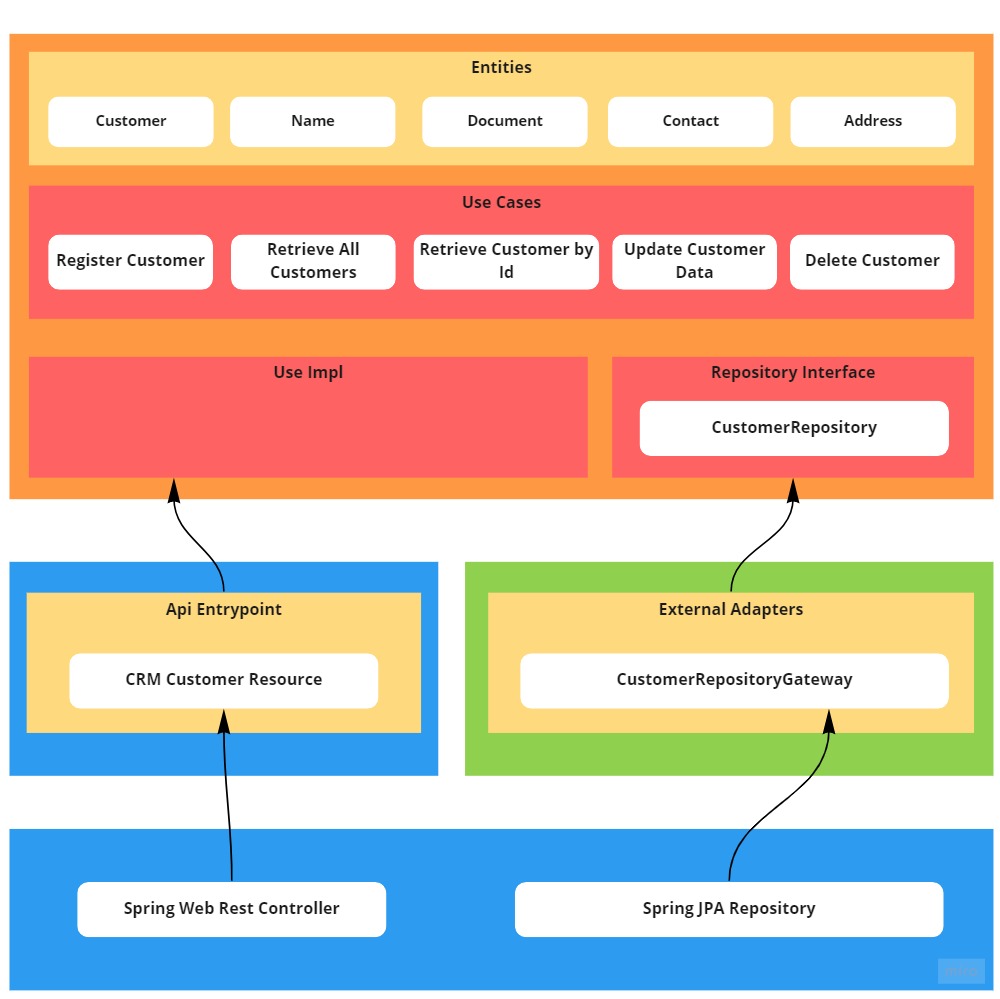 Entities
Customer
Name
Document
Contact
Address
Use Cases
Register Customer
Retrieve All
Customers
Retrieve Customer by
Id
Update Customer
Data
Delete Customer
Use Impl
Repository Interface
CustomerRepository
Api Entrypoint
CRM Customer Resource
External Adapters
CustomerRepositoryGateway
Spring Web Rest Controller
Spring JPA Repository